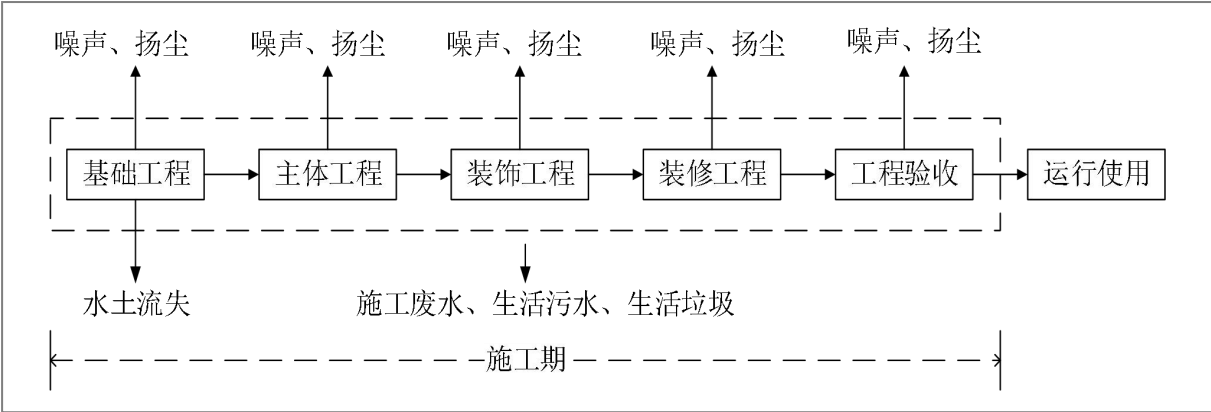 噪声、扬尘 噪声、扬尘 噪声、扬尘 噪声、扬尘 噪声、扬尘
基础工程 主体工程 装饰工程 装修工程 工程验收 运行使用
水土流失 施工废水、生活污水、生活垃圾
施工期